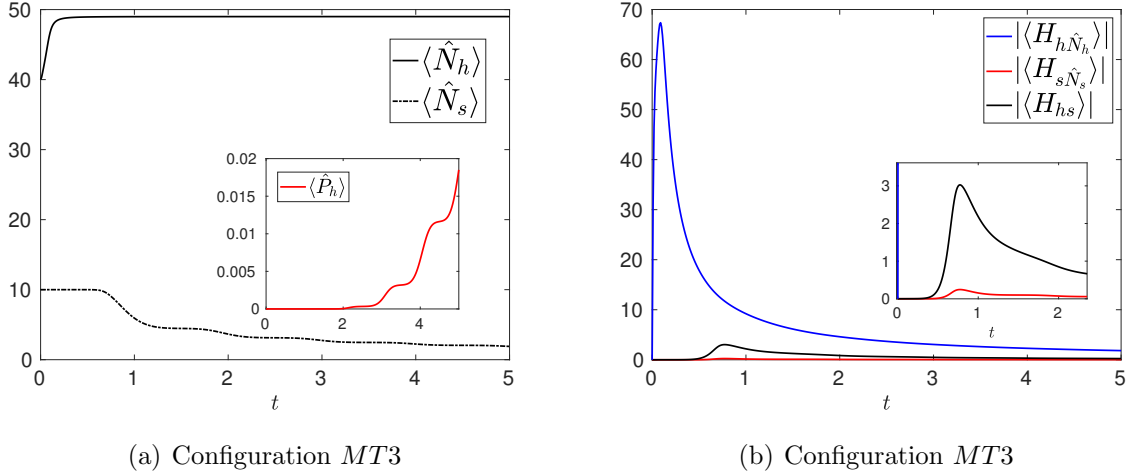 50
40
30
20
10
0
0 1 2 3 4 5
t
⟨N̂_h⟩
⟨N̂_s⟩
0.02
0.015
0.01
0.005
0
0 2 4
⟨P̂_h⟩
(a) Configuration MT3
70
60
50
40
30
20
10
0
0 1 2 3 4 5
t
|⟨H_{hN̂_h}⟩|
|⟨H_{sN̂_s}⟩|
|⟨H_{hs}⟩|
3
2
1
0
0 1 2
t
(b) Configuration MT3